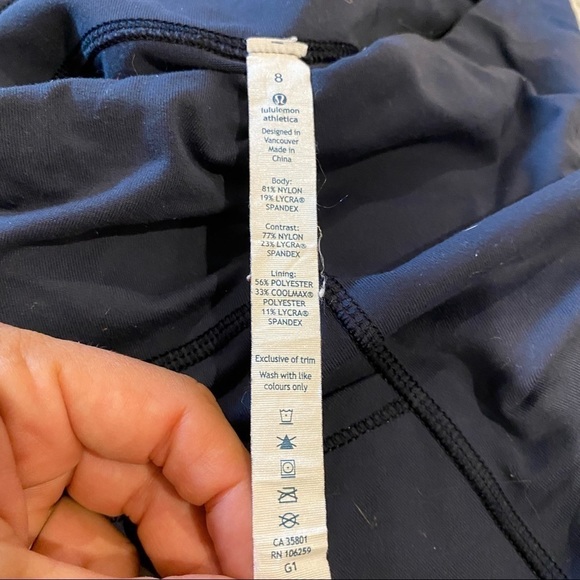 8
lululemon
athletica
Designed in
Vancouver
Made in
China
Body:
81% NYLON
19% LYCRA®
SPANDEX
Contrast:
77% NYLON
23% LYCRA®
SPANDEX
Lining:
56% POLYESTER
33% COOLMAX®
POLYESTER
11% LYCRA®
SPANDEX
Exclusive of trim
Wash with like
colours only
CA 35801
RN 106259
G1